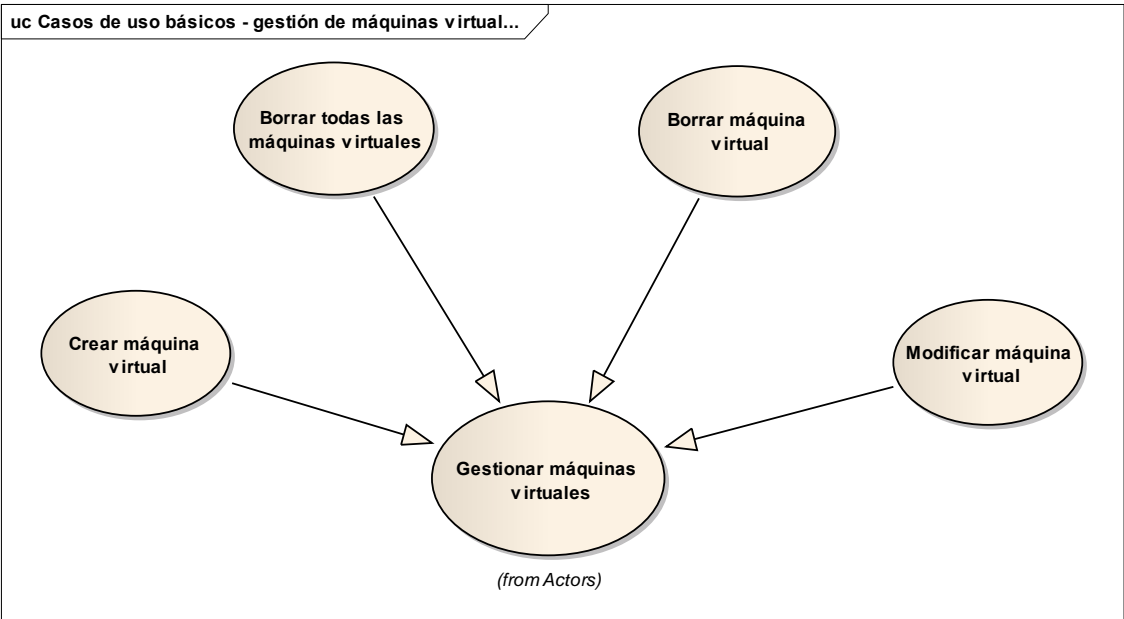 uc Casos de uso básicos - gestión de máquinas virtual...
Borrar todas las
máquinas virtuales
Borrar máquina
virtual
Crear máquina
virtual
Modificar máquina
virtual
Gestionar máquinas
virtuales
(from Actors)